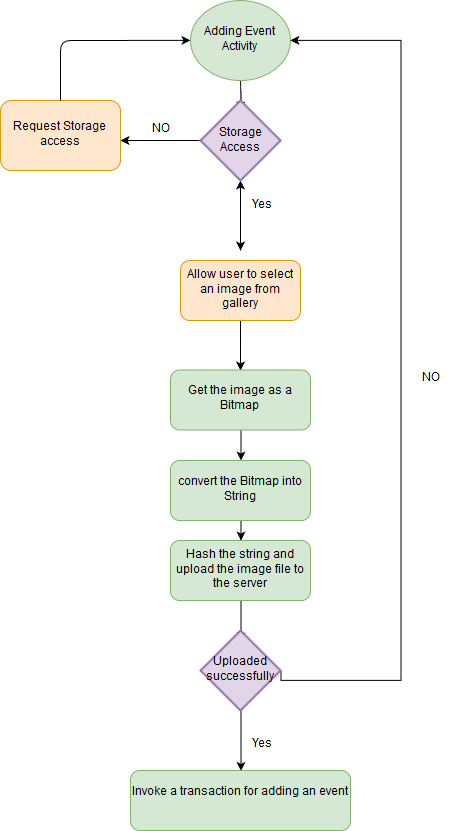 Adding Event
Activity
Request Storage
access
NO
Storage
Access
Yes
Allow user to select
an image from
gallery
NO
Get the image as a
Bitmap
convert the Bitmap into
String
Hash the string and
upload the image file to
the server
Uploaded
successfully
Yes
Invoke a transaction for adding an event